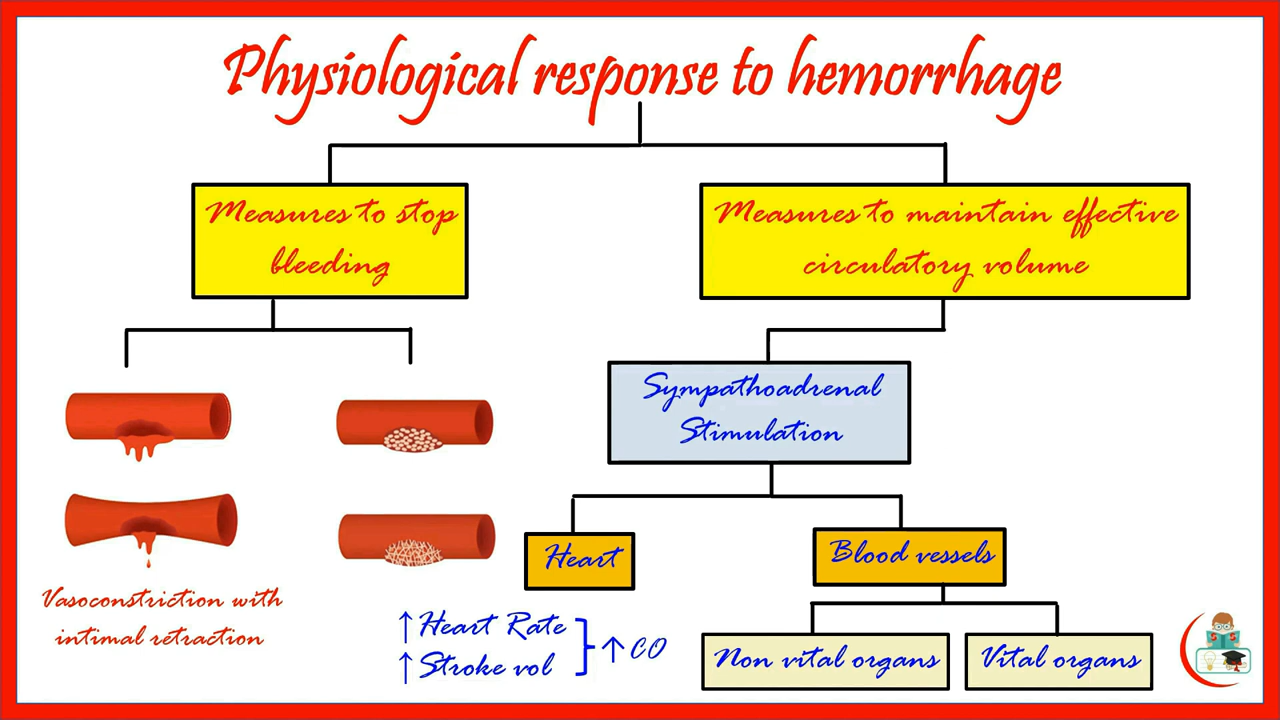 Physiological response to hemorrhage
Measures to stop
bleeding
Measures to maintain effective
circulatory volume
Sympathoadrenal
Stimulation
Heart
Blood vessels
Vasoconstriction with
intimal retraction
↑ Heart Rate
↑ Stroke vol
↑ CO
Non vital organs
Vital organs